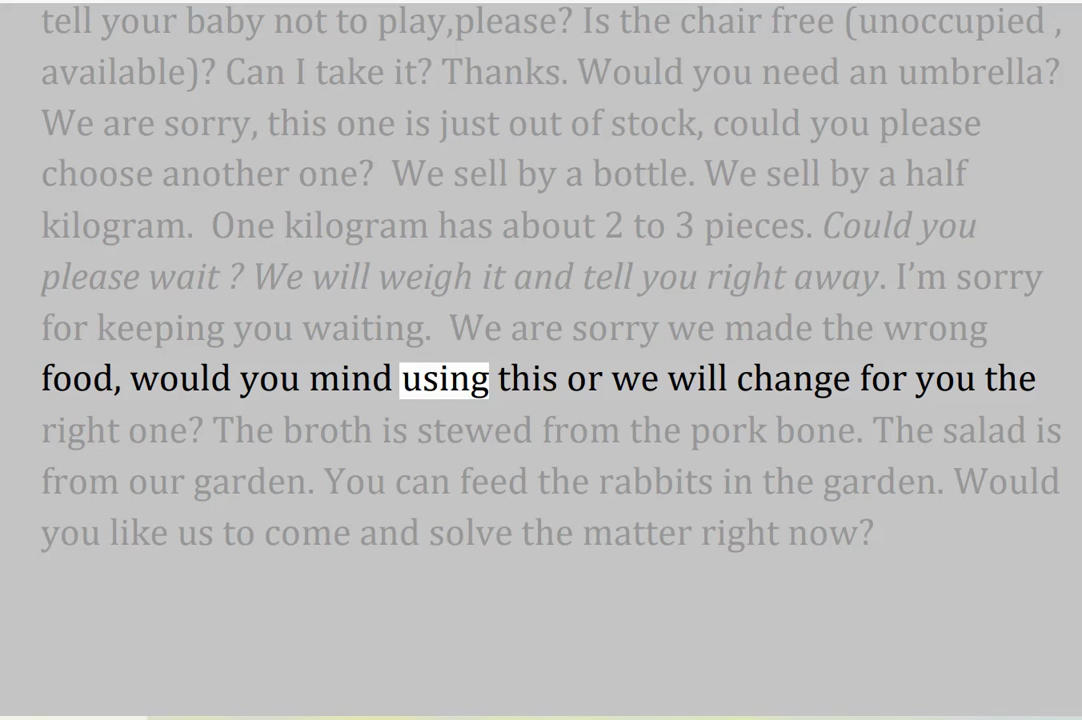 tell your baby not to play,please? Is the chair free (unoccupied ,
available)? Can I take it? Thanks. Would you need an umbrella?
We are sorry, this one is just out of stock, could you please
choose another one?  We sell by a bottle. We sell by a half
kilogram.  One kilogram has about 2 to 3 pieces. Could you
please wait ? We will weigh it and tell you right away. I’m sorry
for keeping you waiting.  We are sorry we made the wrong
food, would you mind using this or we will change for you the
right one? The broth is stewed from the pork bone. The salad is
from our garden. You can feed the rabbits in the garden. Would
you like us to come and solve the matter right now?